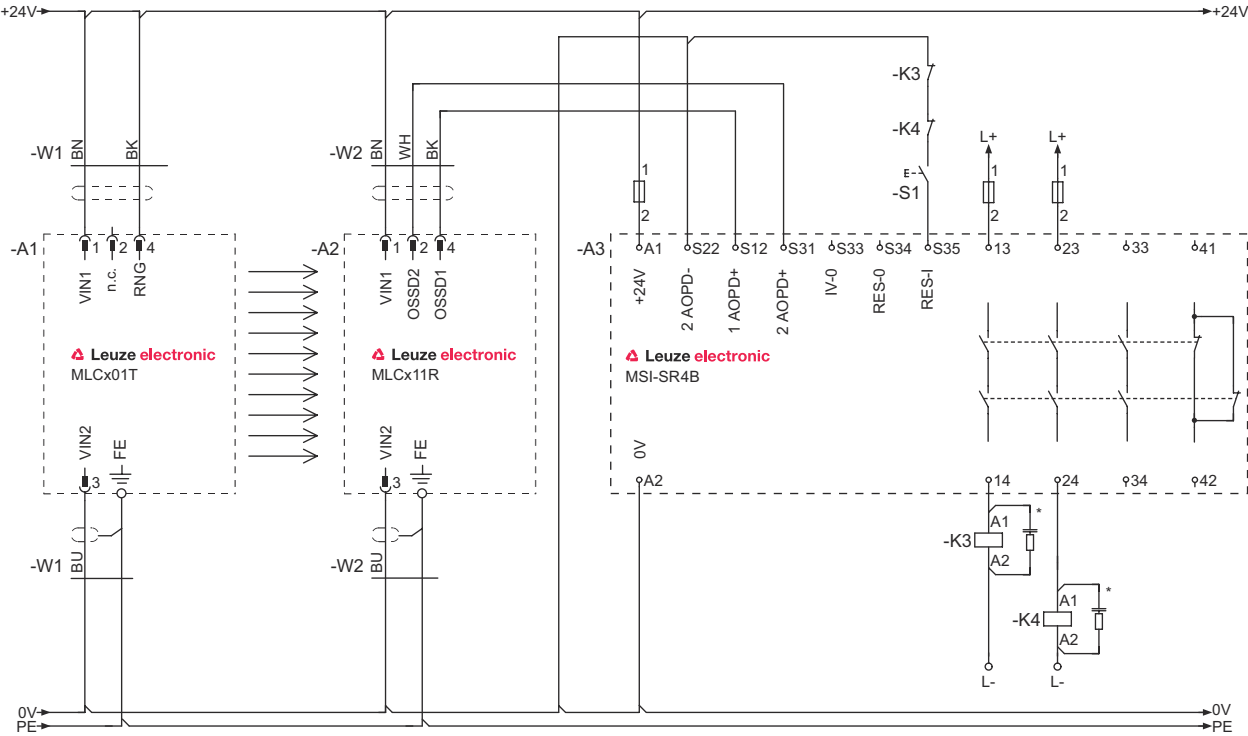 +24V
+24V
-K3
-K4
L+
L+
-W1
BN
BK
-W2
BN
WH
BK
1
2
E
-S1
1
2
1
2
-A1
1
2
4
-A2
1
2
4
-A3
A1
S22
S12
S31
S33
S34
S35
13
23
33
41
VIN1
n.c.
RNG
VIN1
OSSD2
OSSD1
+24V
2 AOPD-
1 AOPD+
2 AOPD+
IV-0
RES-0
RES-I
Leuze electronic
MLCx01T
Leuze electronic
MLCx11R
Leuze electronic
MSI-SR4B
VIN2
FE
VIN2
FE
0V
3
3
A2
14
24
34
42
-K3
A1
A2
*
-W1
BU
-W2
BU
-K4
A1
A2
*
L-
L-
0V
0V
PE
PE